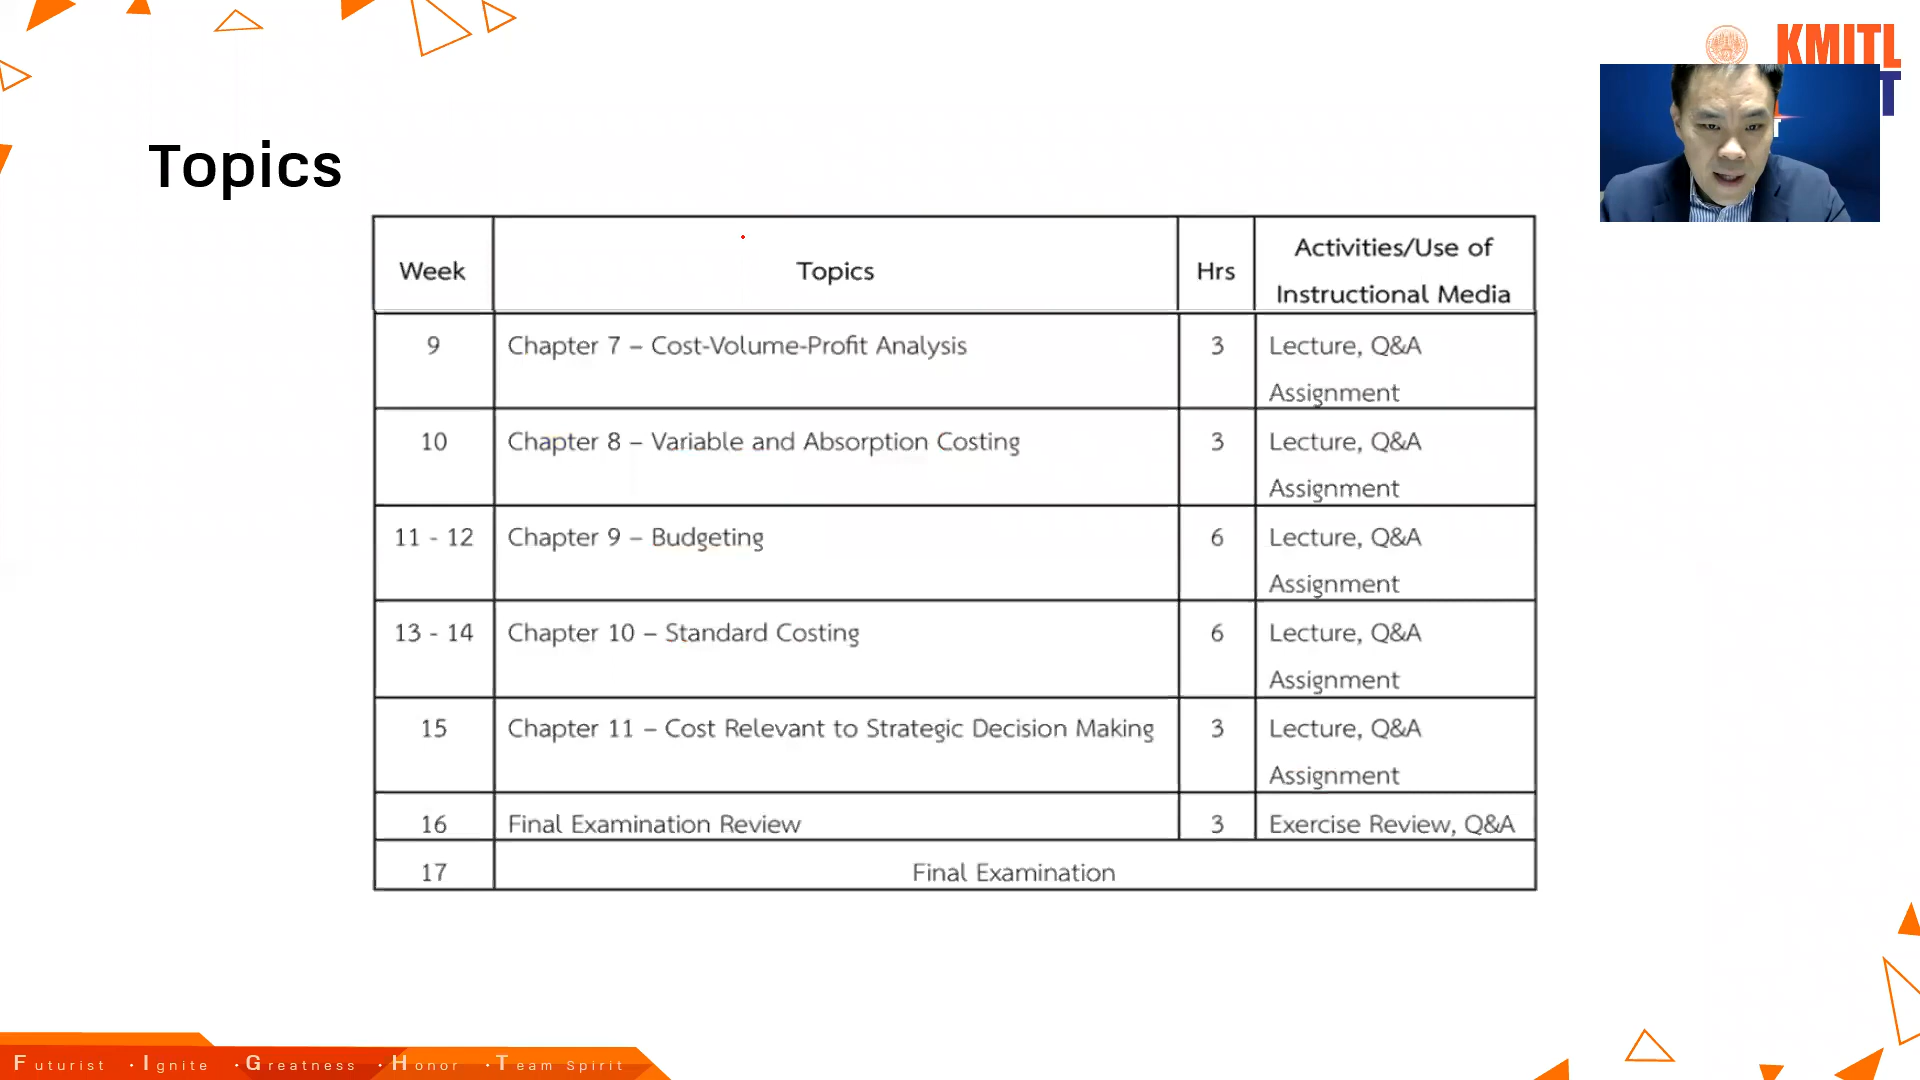 KMITL
T
T
Topics
Week Topics Hrs Activities/Use of
Instructional Media
9 Chapter 7 – Cost-Volume-Profit Analysis 3 Lecture, Q&A
Assignment
10 Chapter 8 – Variable and Absorption Costing 3 Lecture, Q&A
Assignment
11 - 12 Chapter 9 – Budgeting 6 Lecture, Q&A
Assignment
13 - 14 Chapter 10 – Standard Costing 6 Lecture, Q&A
Assignment
15 Chapter 11 – Cost Relevant to Strategic Decision Making 3 Lecture, Q&A
Assignment
16 Final Examination Review 3 Exercise Review, Q&A
17 Final Examination
Futurist ·Ignite ·Greatness ·Honor ·Team Spirit